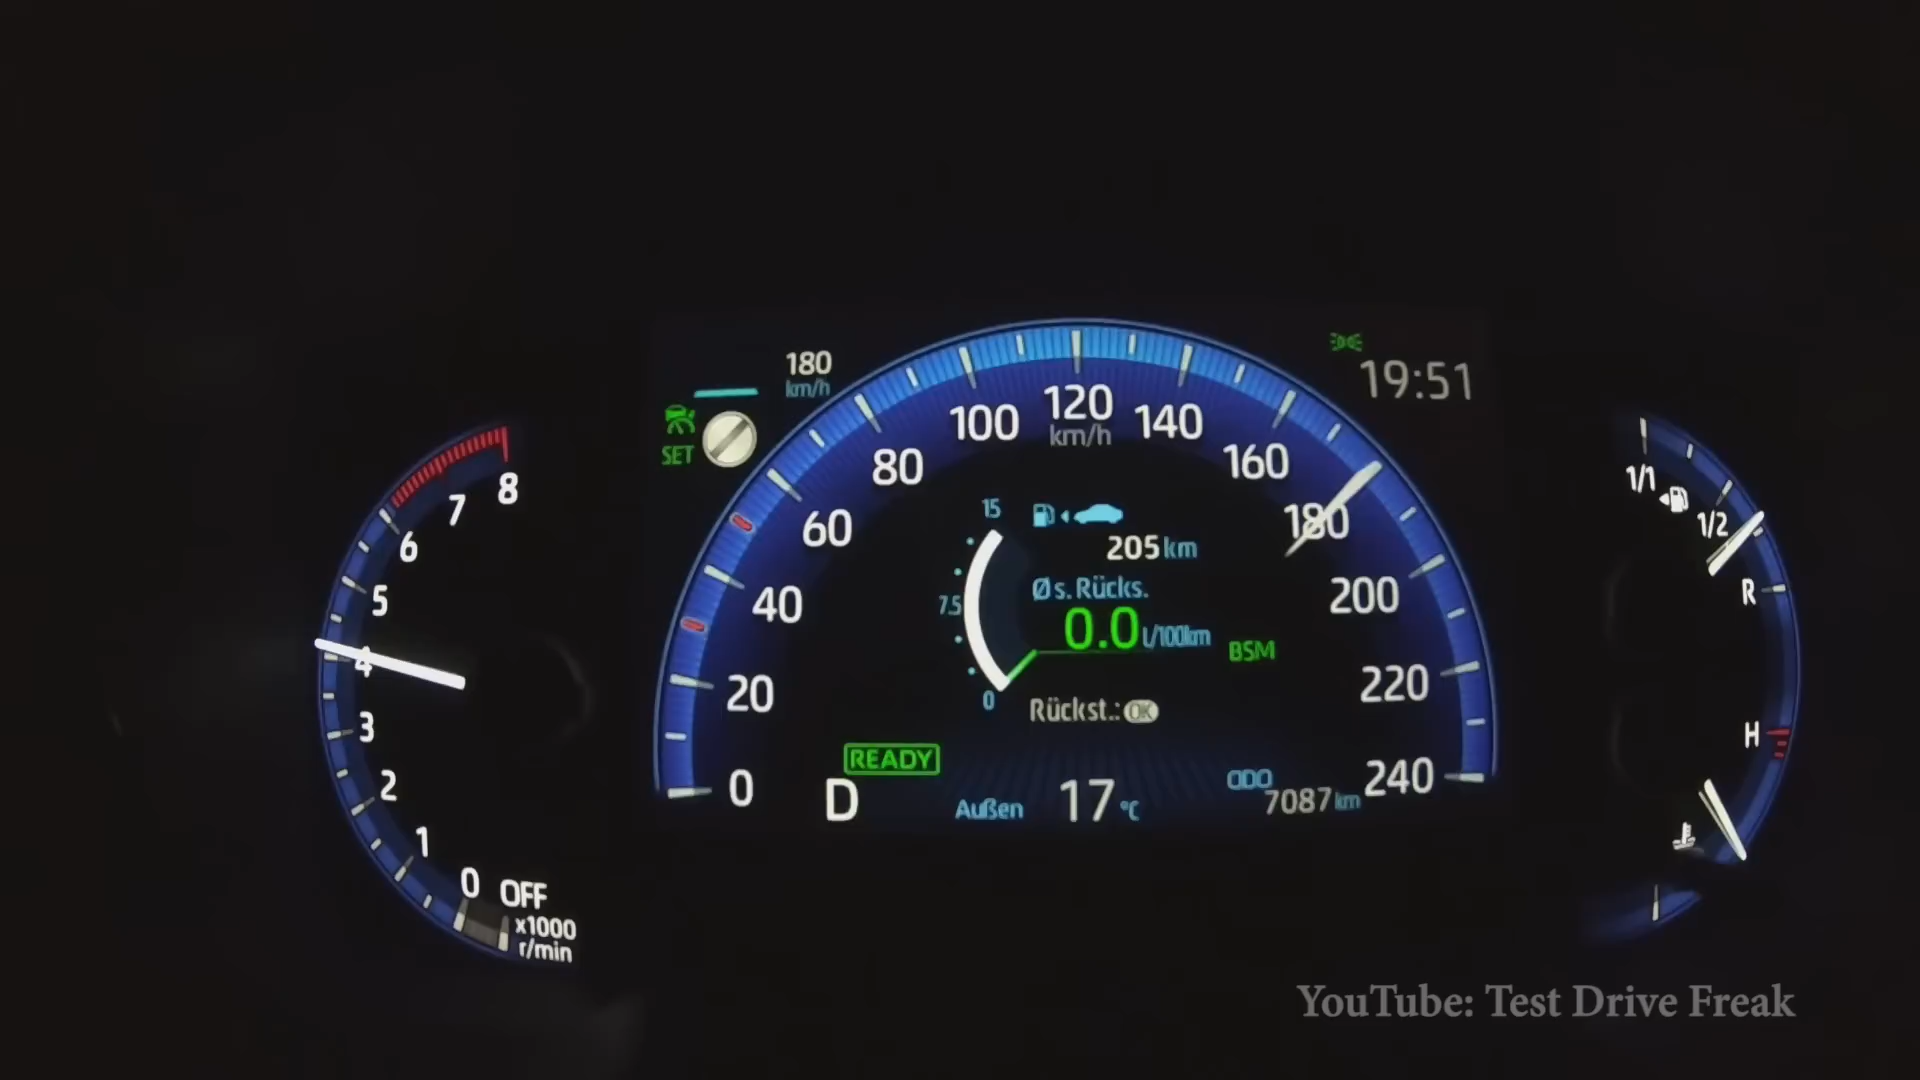 180
km/h
SET
19:51
8
7
6
5
4
3
2
1
0
OFF
x1000
r/min
0
20
40
60
80
100
120
km/h
140
160
180
200
220
240
15
7.5
0
205 km
Ø s. Rücks.
0.0 L/100km
Rückst.: OK
BSM
READY
D
Außen 17 °C
ODO
7087 km
1/1
1/2
R
H
YouTube: Test Drive Freak